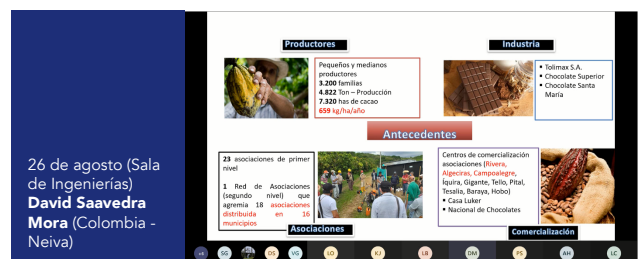 26 de agosto (Sala
de Ingenierías)
David Saavedra
Mora (Colombia -
Neiva)
Productores
Pequeños y medianos
productores
3.200 familias
4.822 Ton – Producción
7.320 has de cacao
659 kg/ha/año
Industria
▪ Tolimax S.A.
▪ Chocolate Superior
▪ Chocolate Santa
María
Antecedentes
23 asociaciones de primer
nivel
1 Red de Asociaciones
(segundo nivel) que
agremia 18 asociaciones
distribuida en 16
municipios
Asociaciones
Centros de comercialización
asociaciones (Rivera,
Algeciras, Campoalegre,
Íquira, Gigante, Tello, Pital,
Tesalia, Baraya, Hobo)
▪ Casa Luker
▪ Nacional de Chocolates
Comercialización
+4 SG DS VG LO KJ LB DM PS AH LC